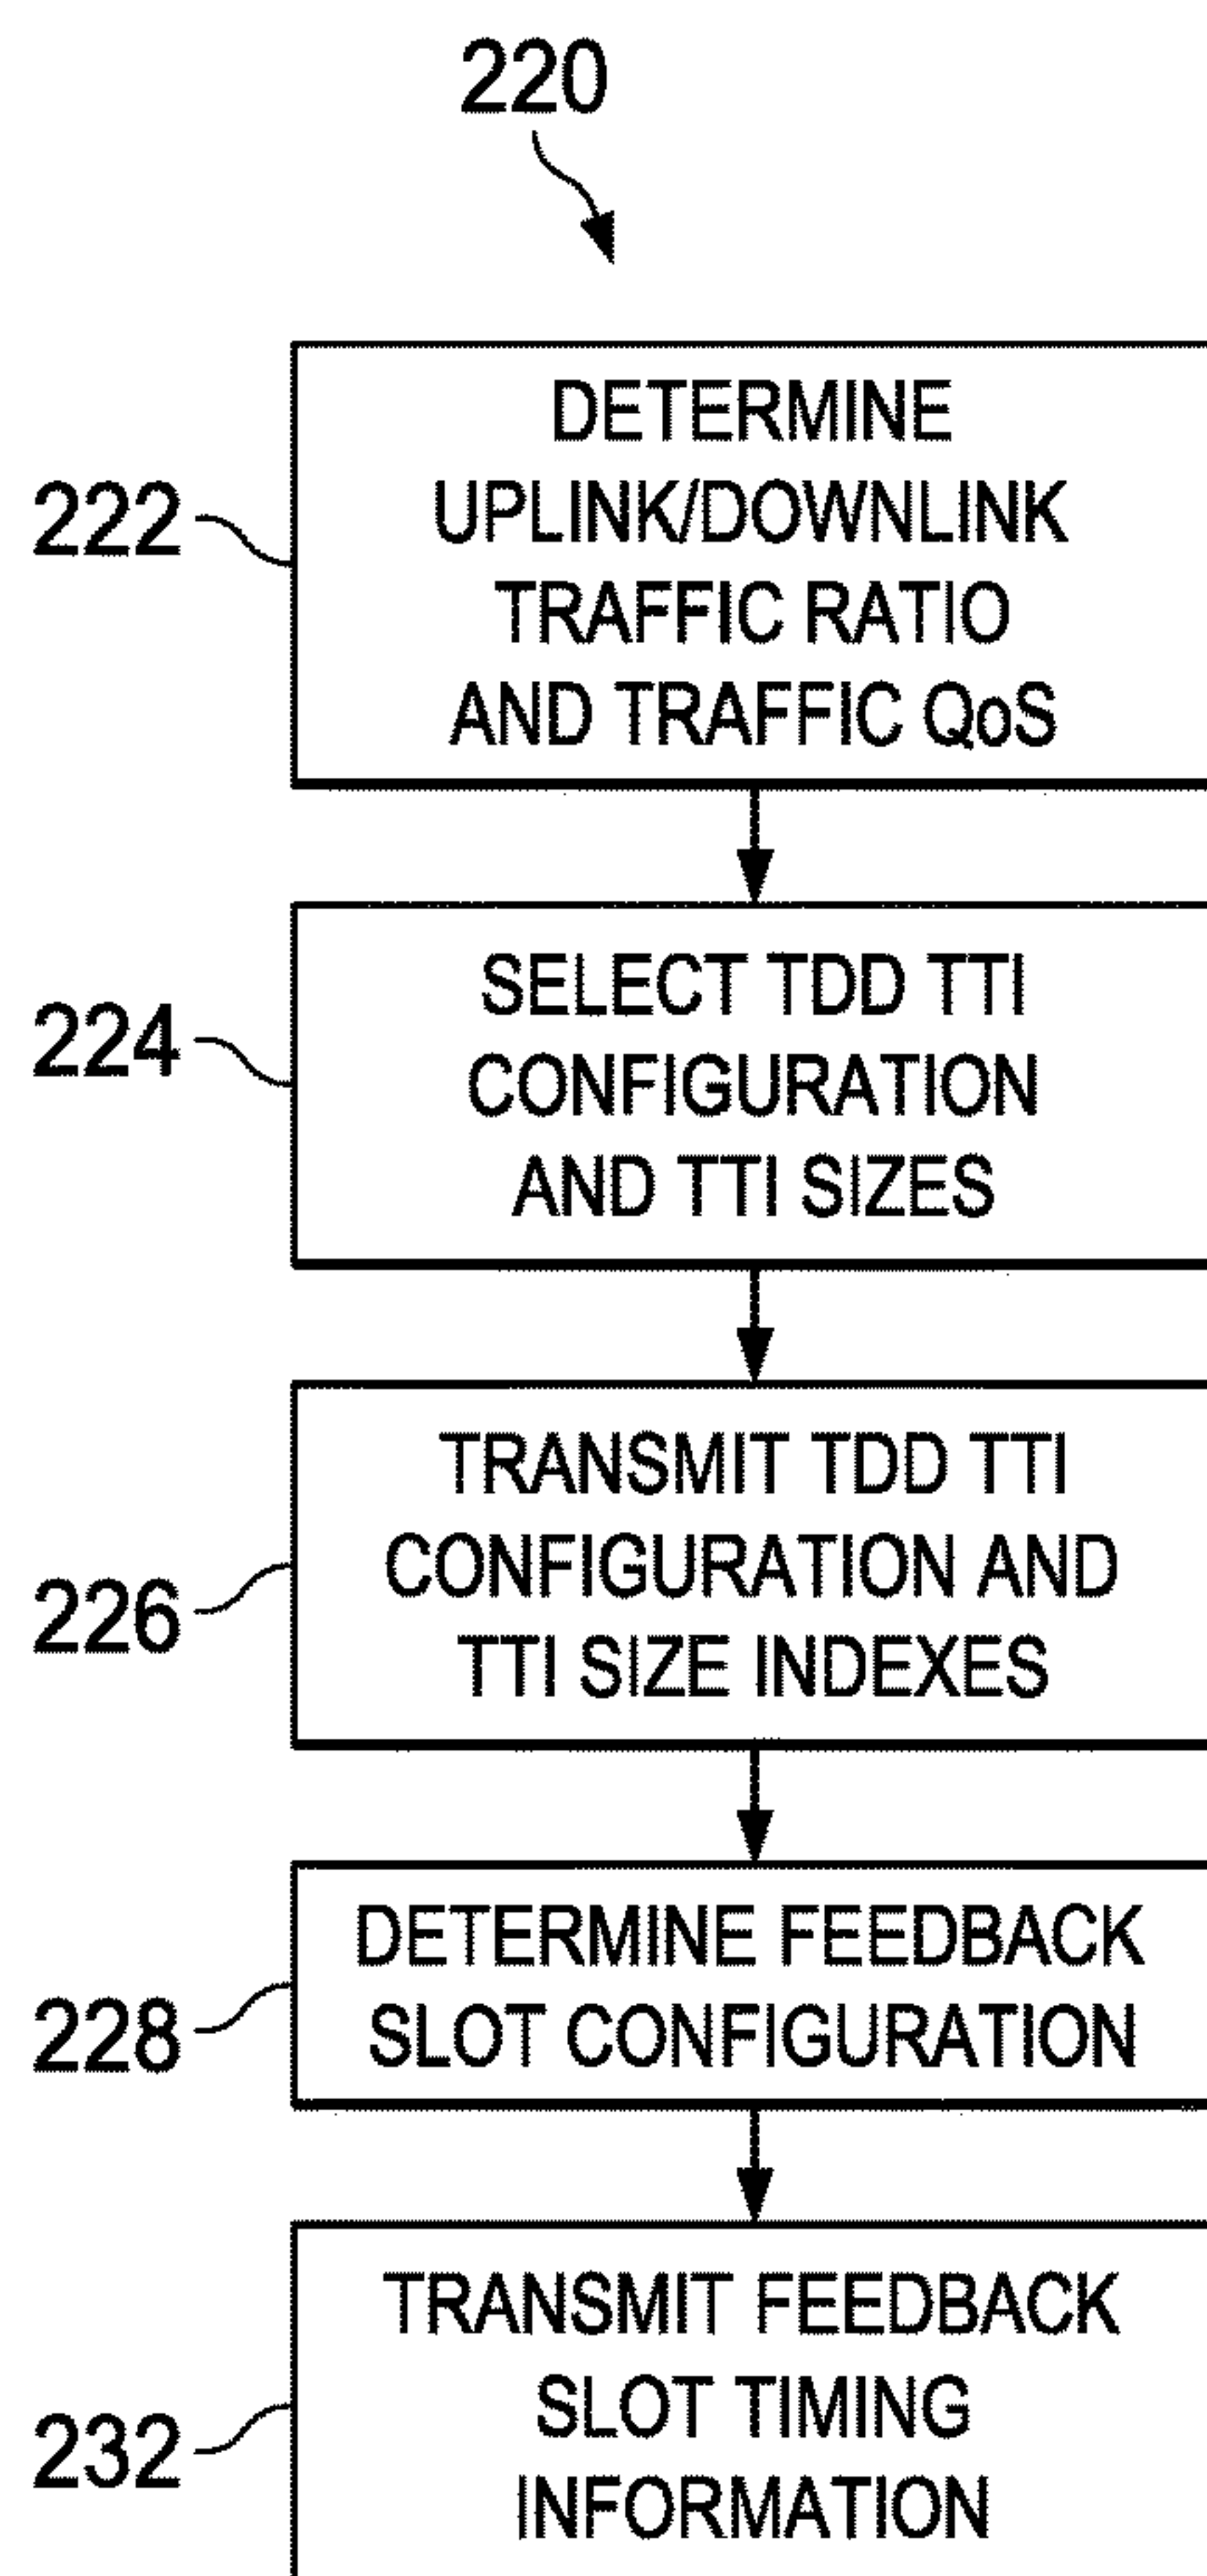 220
222
DETERMINE
UPLINK/DOWNLINK
TRAFFIC RATIO
AND TRAFFIC QoS
224
SELECT TDD TTI
CONFIGURATION
AND TTI SIZES
226
TRANSMIT TDD TTI
CONFIGURATION AND
TTI SIZE INDEXES
228
DETERMINE FEEDBACK
SLOT CONFIGURATION
232
TRANSMIT FEEDBACK
SLOT TIMING
INFORMATION